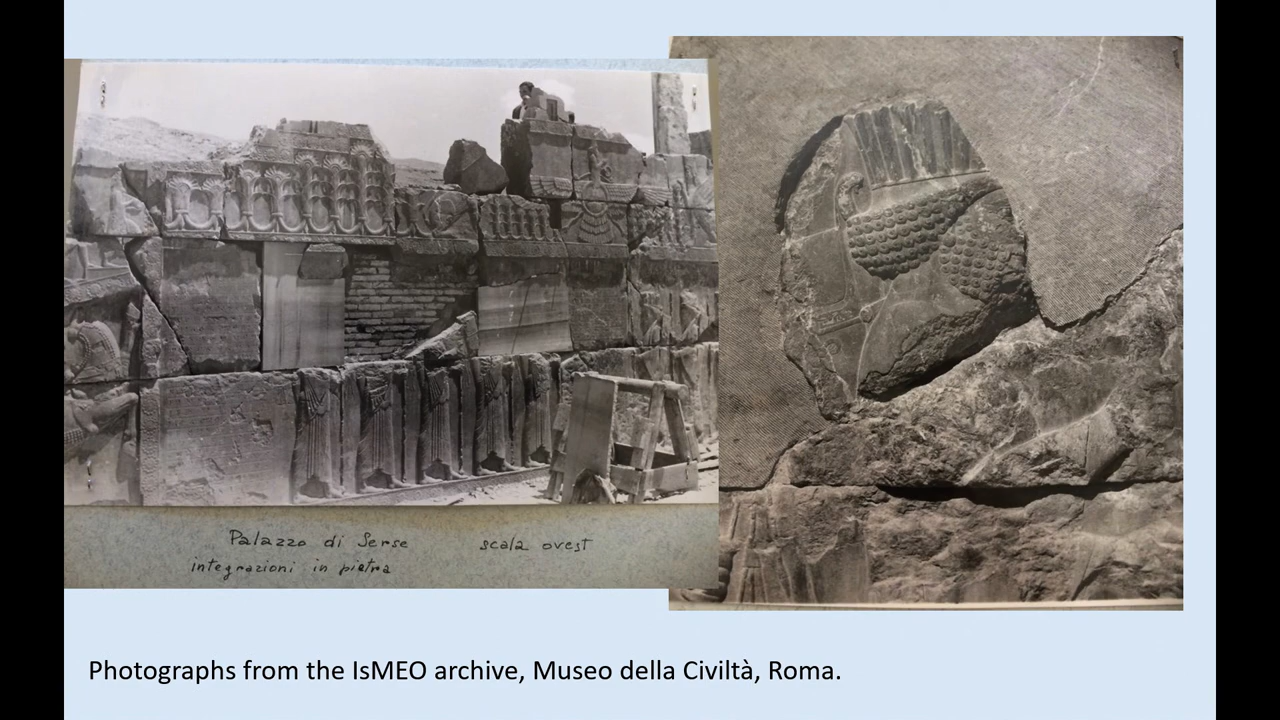 Palazzo di Serse scala ovest
integrazioni in pietra
Photographs from the IsMEO archive, Museo della Civiltà, Roma.